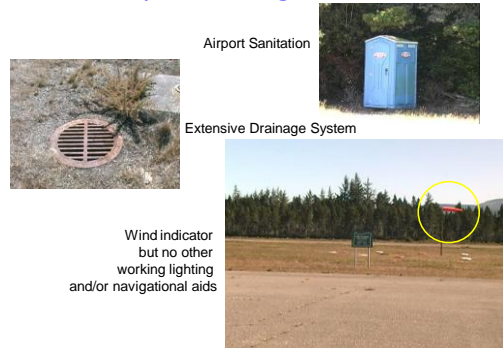 Airport Sanitation
Extensive Drainage System
Wind indicator
but no other
working lighting
and/or navigational aids